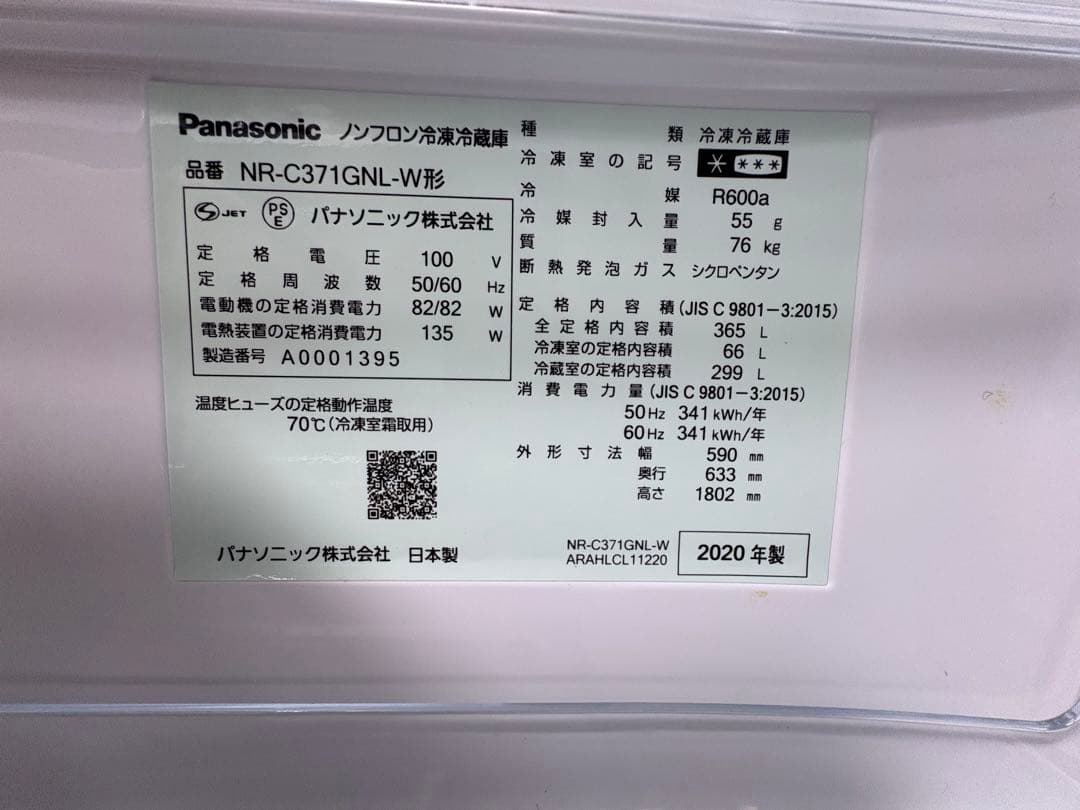 Panasonic ノンフロン冷凍冷蔵庫
品番 NR-C371GNL-W形
S JET PS E パナソニック株式会社
定格電圧 100 V
定格周波数 50/60 Hz
電動機の定格消費電力 82/82 W
電熱装置の定格消費電力 135 W
製造番号 A0001395
温度ヒューズの定格動作温度
70℃(冷凍室霜取用)
パナソニック株式会社 日本製
種類 冷凍冷蔵庫
冷凍室の記号 * ***
冷媒 R600a
冷媒封入量 55 g
質量 76 kg
断熱発泡ガス シクロペンタン
定格内容積(JIS C 9801-3:2015)
全定格内容積 365 L
冷凍室の定格内容積 66 L
冷蔵室の定格内容積 299 L
消費電力量(JIS C 9801-3:2015)
50Hz 341kWh/年
60Hz 341kWh/年
外形寸法幅 590 mm
奥行 633 mm
高さ 1802 mm
NR-C371GNL-W
ARAHLCL11220
2020年製